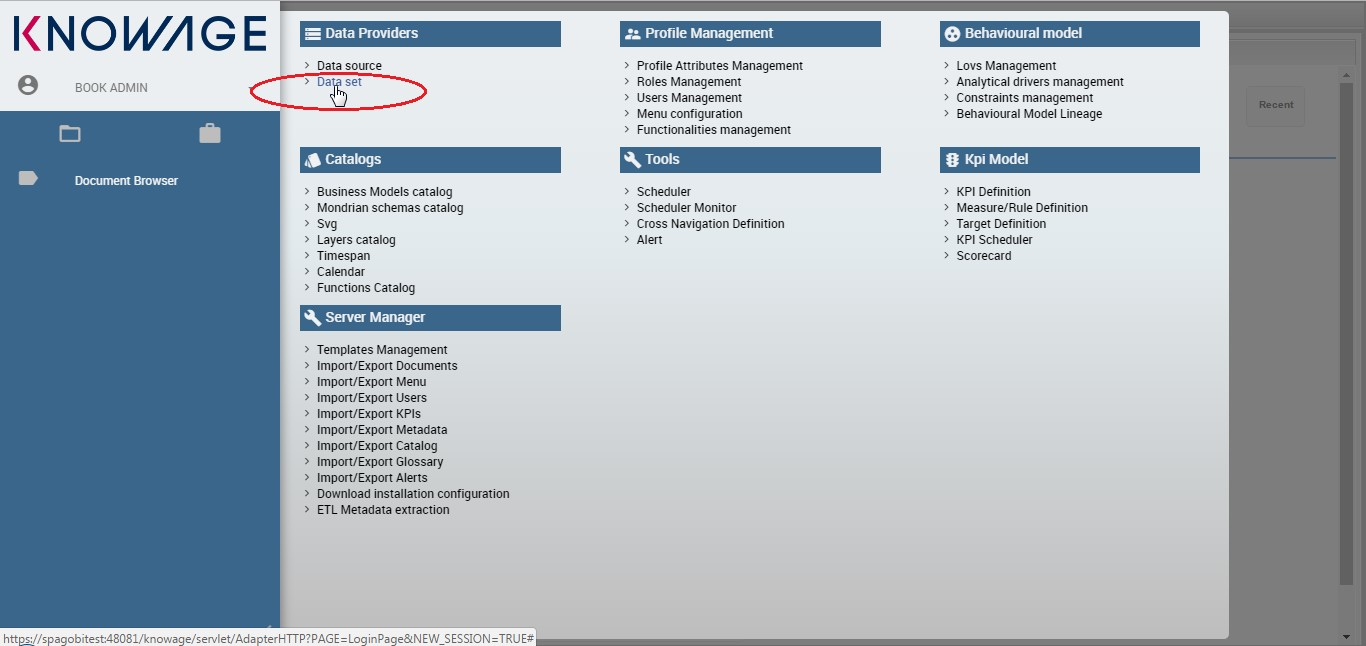 KNOWAGE
BOOK ADMIN
Document Browser
Data Providers
Data source
Data set
Profile Management
Profile Attributes Management
Roles Management
Users Management
Menu configuration
Functionalities management
Behavioural model
Lovs Management
Analytical drivers management
Constraints management
Behavioural Model Lineage
Catalogs
Business Models catalog
Mondrian schemas catalog
Svg
Layers catalog
Timespan
Calendar
Functions Catalog
Tools
Scheduler
Scheduler Monitor
Cross Navigation Definition
Alert
Kpi Model
KPI Definition
Measure/Rule Definition
Target Definition
KPI Scheduler
Scorecard
Server Manager
Templates Management
Import/Export Documents
Import/Export Menu
Import/Export Users
Import/Export KPIs
Import/Export Metadata
Import/Export Catalog
Import/Export Glossary
Import/Export Alerts
Download installation configuration
ETL Metadata extraction
Recent
https://spagobitest:48081/knowage/servlet/AdapterHTTP?PAGE=LoginPage&NEW_SESSION=TRUE#